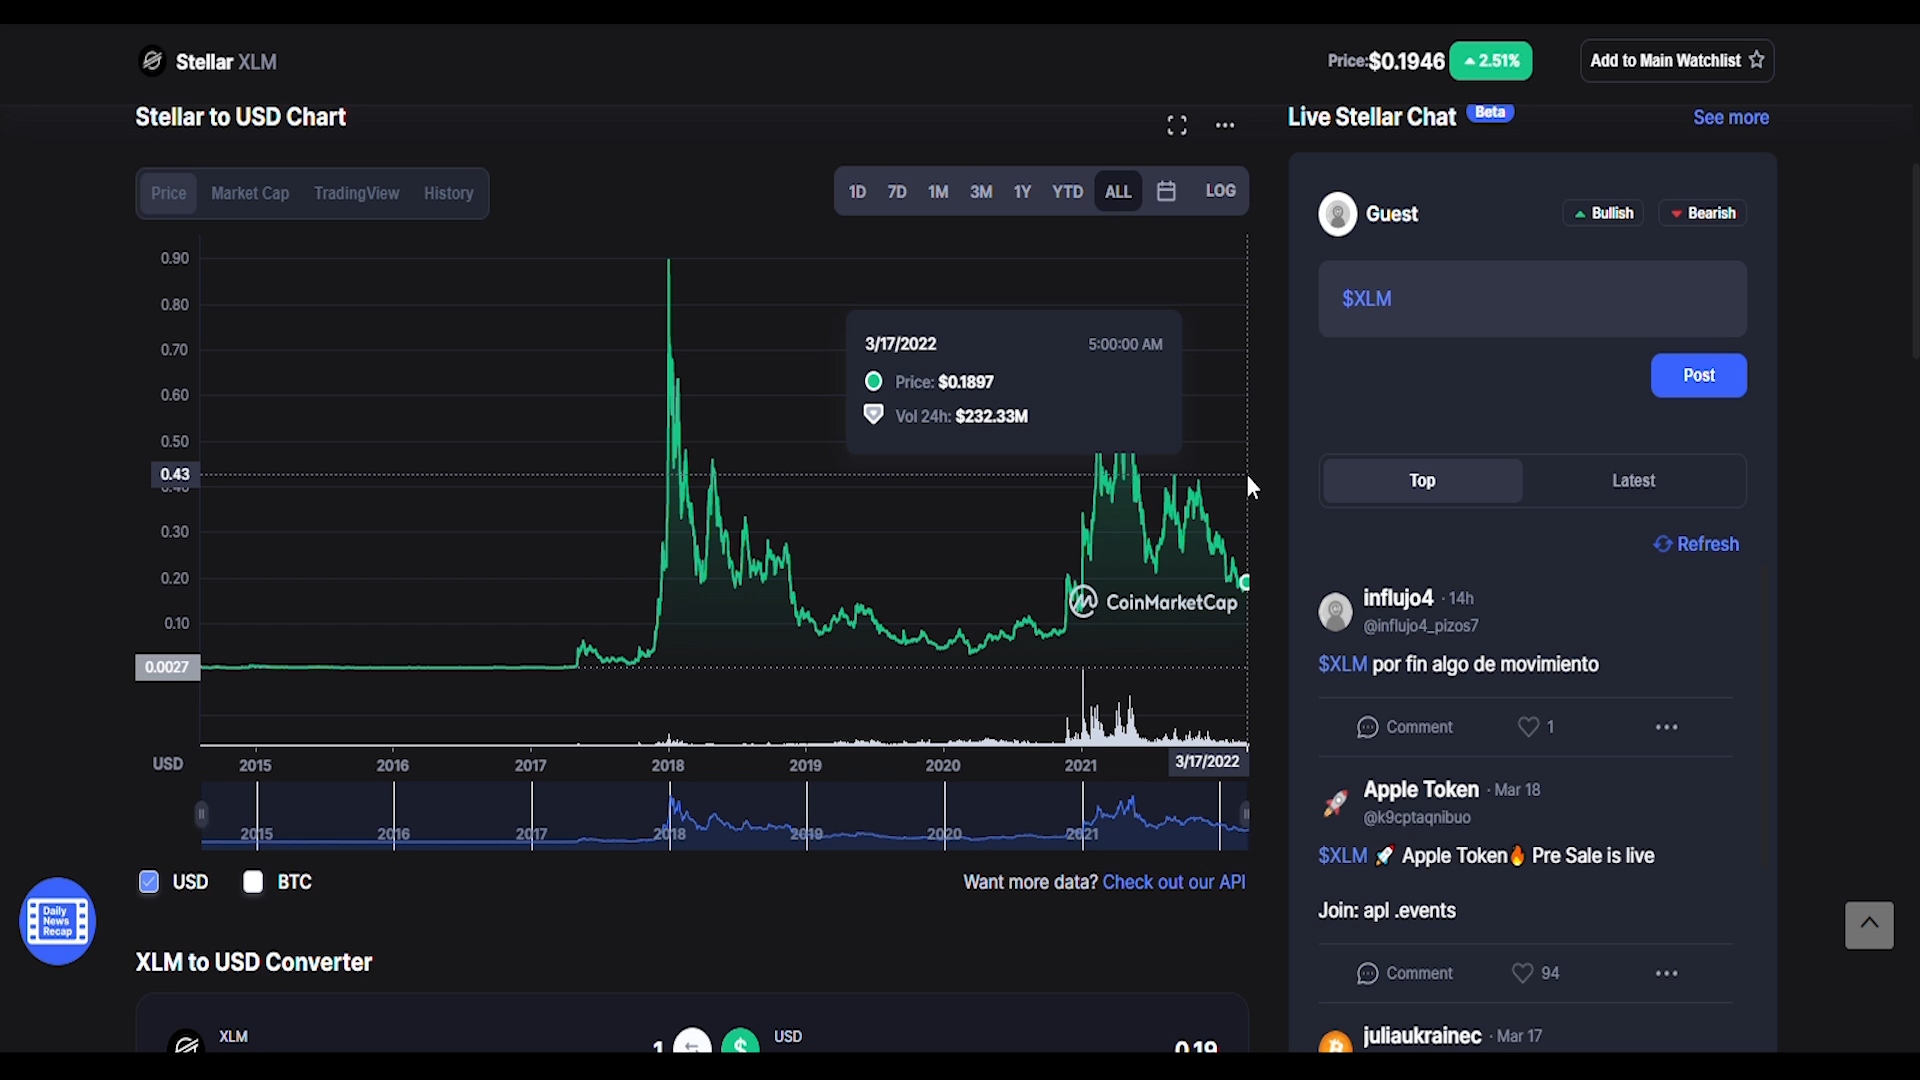 Stellar XLM
Price:$0.1946
2.51%
Add to Main Watchlist
Stellar to USD Chart
Live Stellar Chat Beta
See more
Price Market Cap TradingView History
1D 7D 1M 3M 1Y YTD ALL LOG
Guest
Bullish
Bearish
$XLM
Post
0.90
0.80
0.70
0.60
0.50
0.43
0.40
0.30
0.20
0.10
0.0027
3/17/2022 5:00:00 AM
Price: $0.1897
Vol 24h: $232.33M
CoinMarketCap
USD 2015 2016 2017 2018 2019 2020 2021 3/17/2022
2015 2016 2017 2018 2019 2020 2021
Top Latest
Refresh
influjo4 · 14h
@influjo4_pizos7
$XLM por fin algo de movimiento
Comment 1
Apple Token · Mar 18
@k9cptaqnibuo
$XLM 🚀 Apple Token🔥 Pre Sale is live
Join: apl .events
Comment 94
juliaukrainec · Mar 17
USD BTC
Want more data? Check out our API
Daily
News
Recap
XLM to USD Converter
XLM 1
USD 0.19